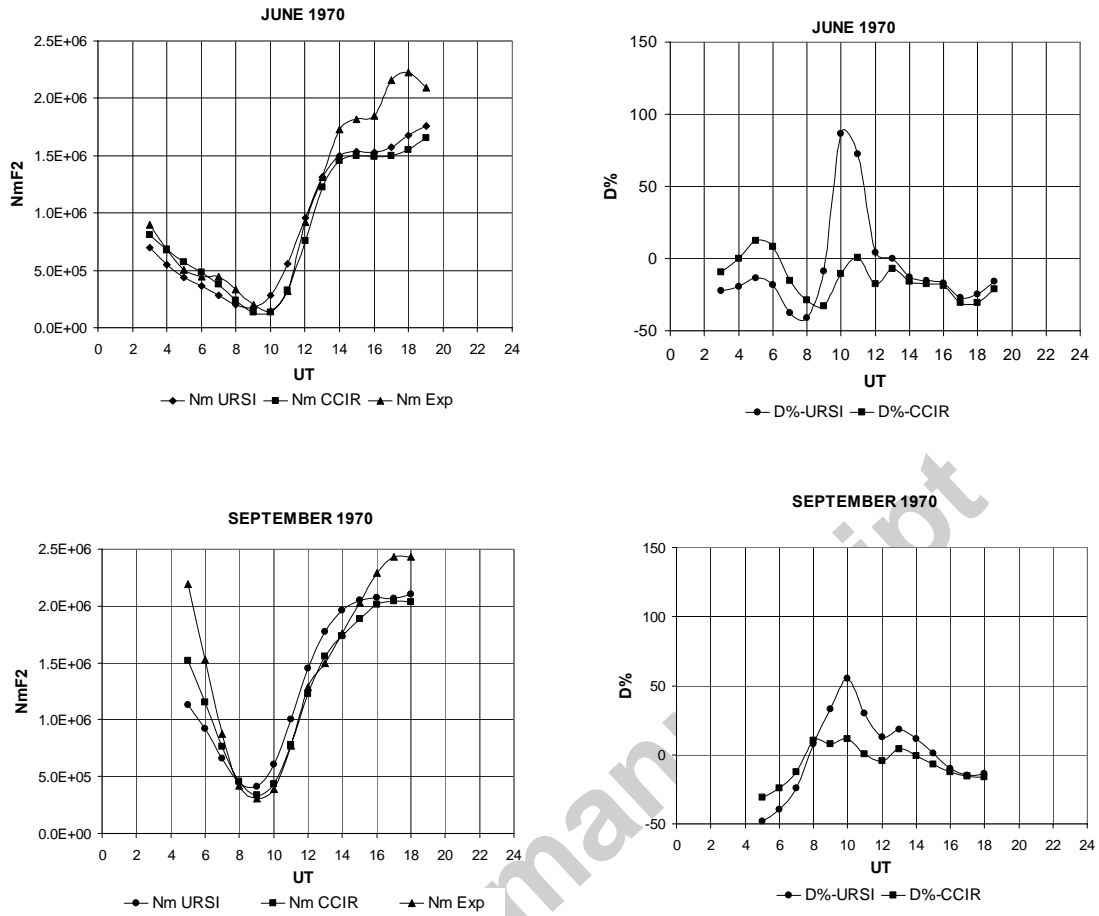 JUNE 1970
2.5E+06
2.0E+06
1.5E+06
1.0E+06
5.0E+05
0.0E+00
NmF2
0 2 4 6 8 10 12 14 16 18 20 22 24
UT
Nm URSI Nm CCIR Nm Exp
JUNE 1970
150
100
50
0
-50
D%
0 2 4 6 8 10 12 14 16 18 20 22 24
UT
D%-URSI D%-CCIR
SEPTEMBER 1970
2.5E+06
2.0E+06
1.5E+06
1.0E+06
5.0E+05
0.0E+00
NmF2
0 2 4 6 8 10 12 14 16 18 20 22 24
UT
Nm URSI Nm CCIR Nm Exp
SEPTEMBER 1970
150
100
50
0
-50
D%
0 2 4 6 8 10 12 14 16 18 20 22 24
UT
D%-URSI D%-CCIR